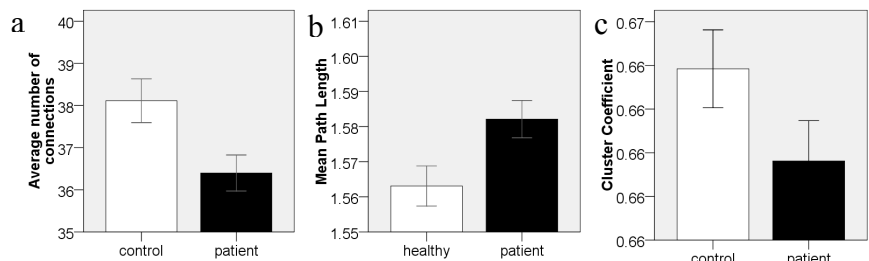 a
40
39
38
37
36
35
Average number of
connections
control
patient
b
1.61
1.60
1.59
1.58
1.57
1.56
1.55
Mean Path Length
healthy
patient
c
0.67
0.66
0.66
0.66
0.66
0.66
Cluster Coefficient
control
patient